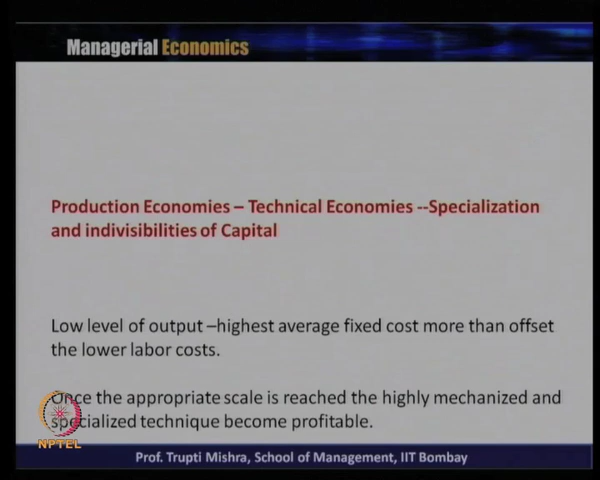 Managerial Economics
Production Economies – Technical Economies --Specialization
and indivisibilities of Capital
Low level of output –highest average fixed cost more than offset
the lower labor costs.
Once the appropriate scale is reached the highly mechanized and
specialized technique become profitable.
NPTEL
Prof. Trupti Mishra, School of Management, IIT Bombay